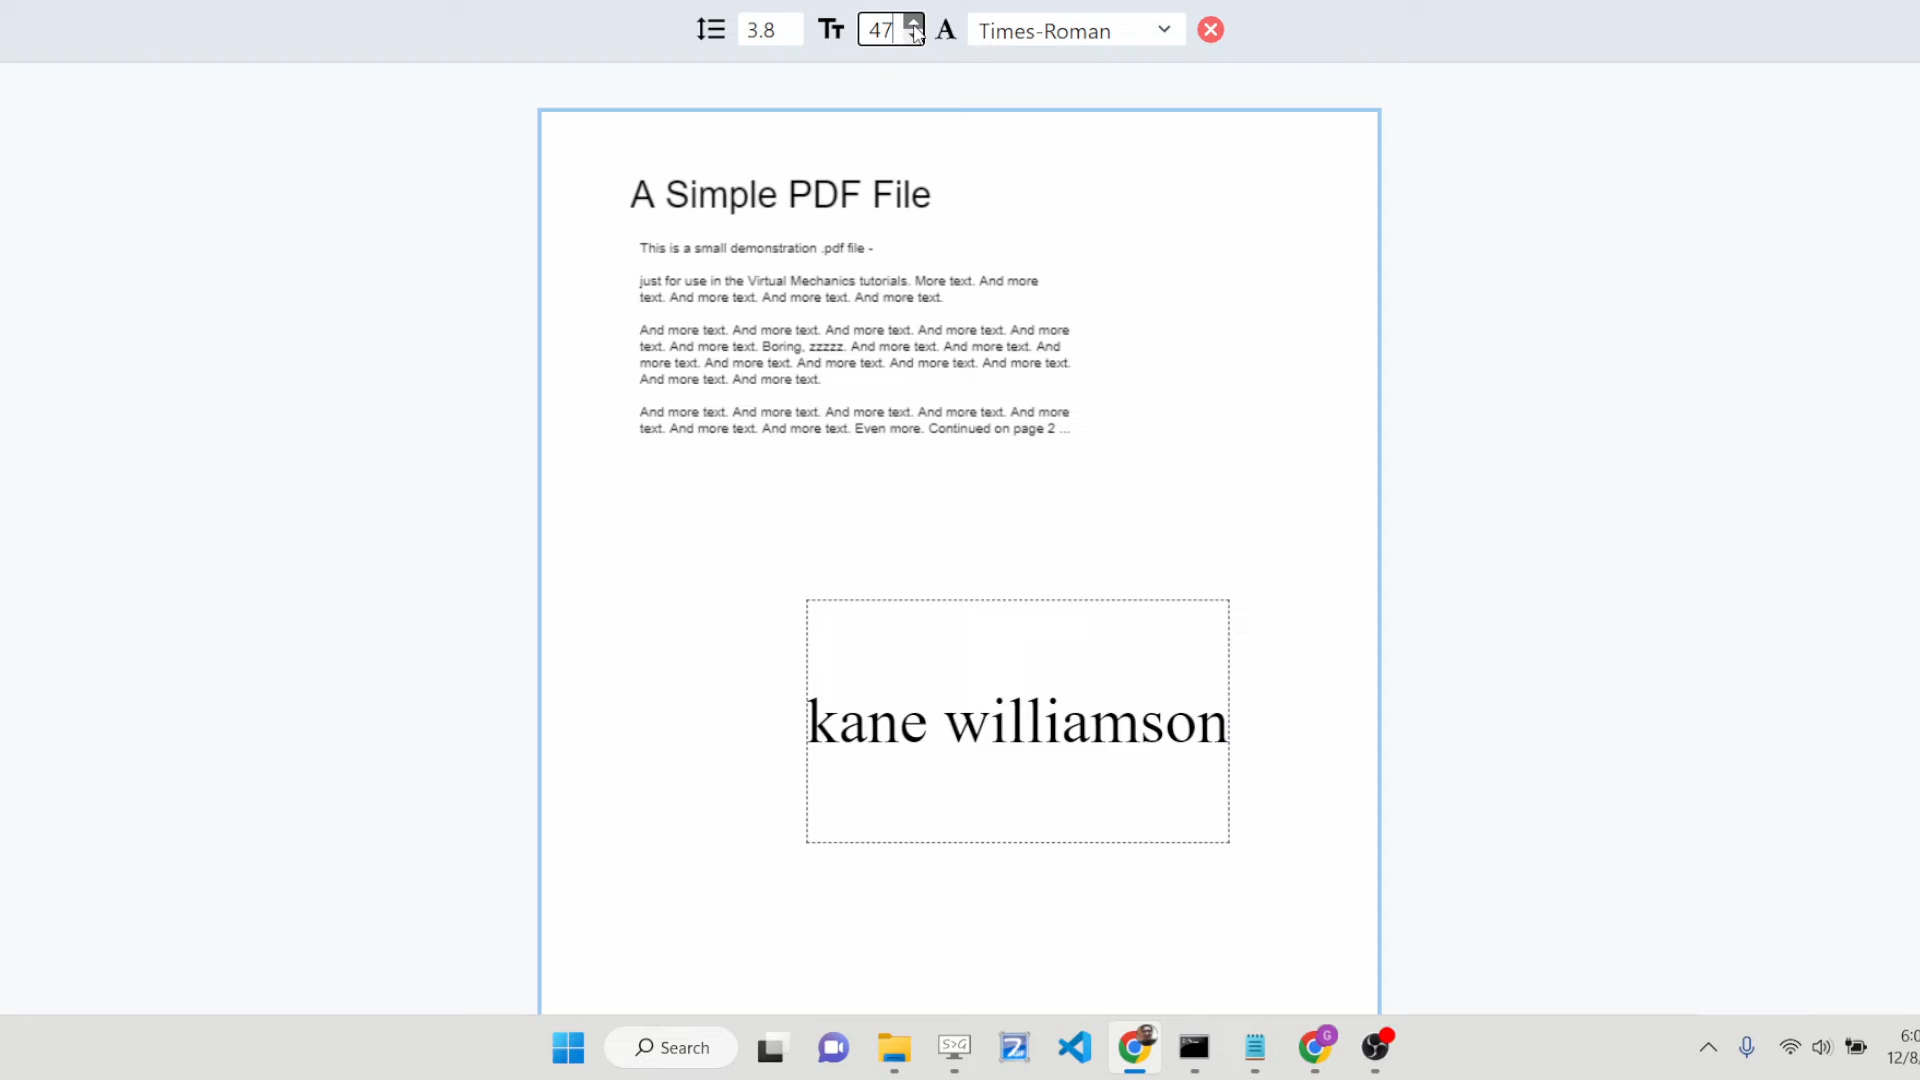 3.8
47
Times-Roman
A Simple PDF File
This is a small demonstration .pdf file -
just for use in the Virtual Mechanics tutorials. More text. And more
text. And more text. And more text. And more text.
And more text. And more text. And more text. And more text. And more
text. And more text. Boring, zzzzz. And more text. And more text. And
more text. And more text. And more text. And more text. And more text.
And more text. And more text.
And more text. And more text. And more text. And more text. And more
text. And more text. And more text. Even more. Continued on page 2 ...
kane williamson
Search
S>G
G
6:0
12/8/